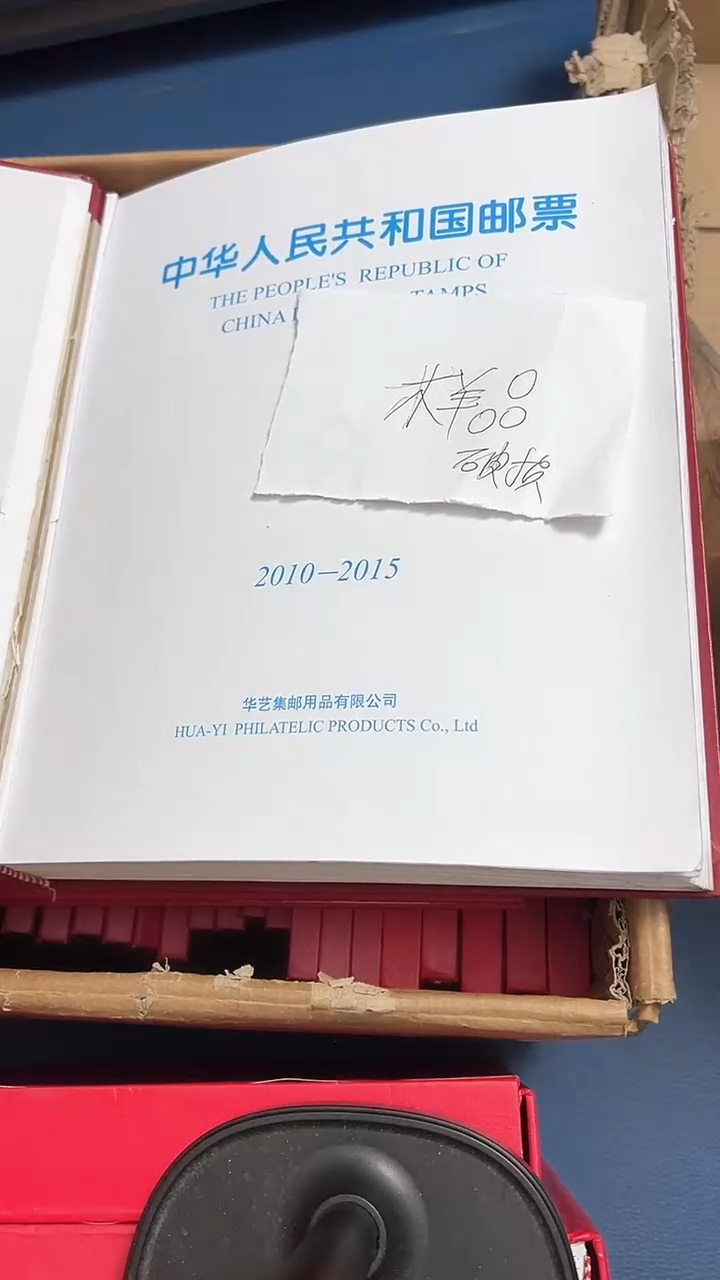 中华人民共和国邮票
THE PEOPLE'S REPUBLIC OF
CHINA
样品
破损
2010—2015
华艺集邮用品有限公司
HUA-YI PHILATELIC PRODUCTS Co., Ltd